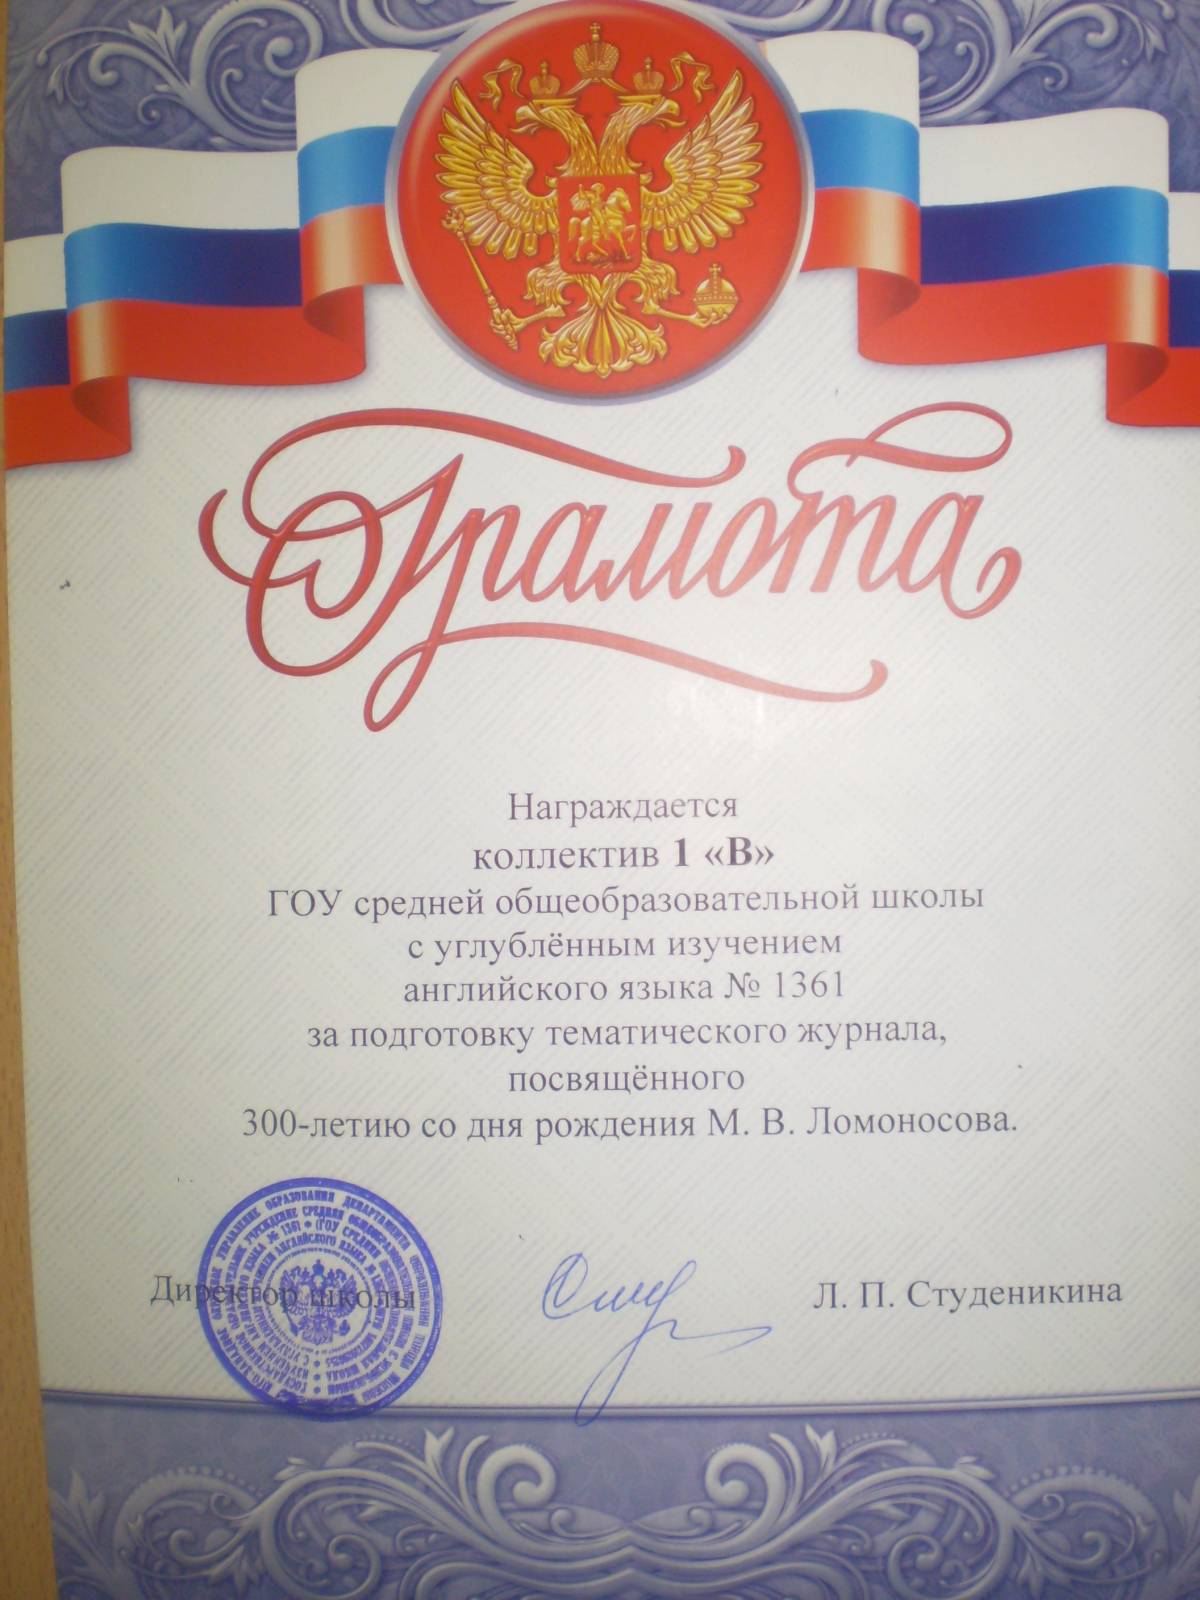 Грамота
Награждается
коллектив 1 «В»
ГОУ средней общеобразовательной школы
с углублённым изучением
английского языка № 1361
за подготовку тематического журнала,
посвящённого
300-летию со дня рождения М. В. Ломоносова.
Директор школы Л. П. Студеникина